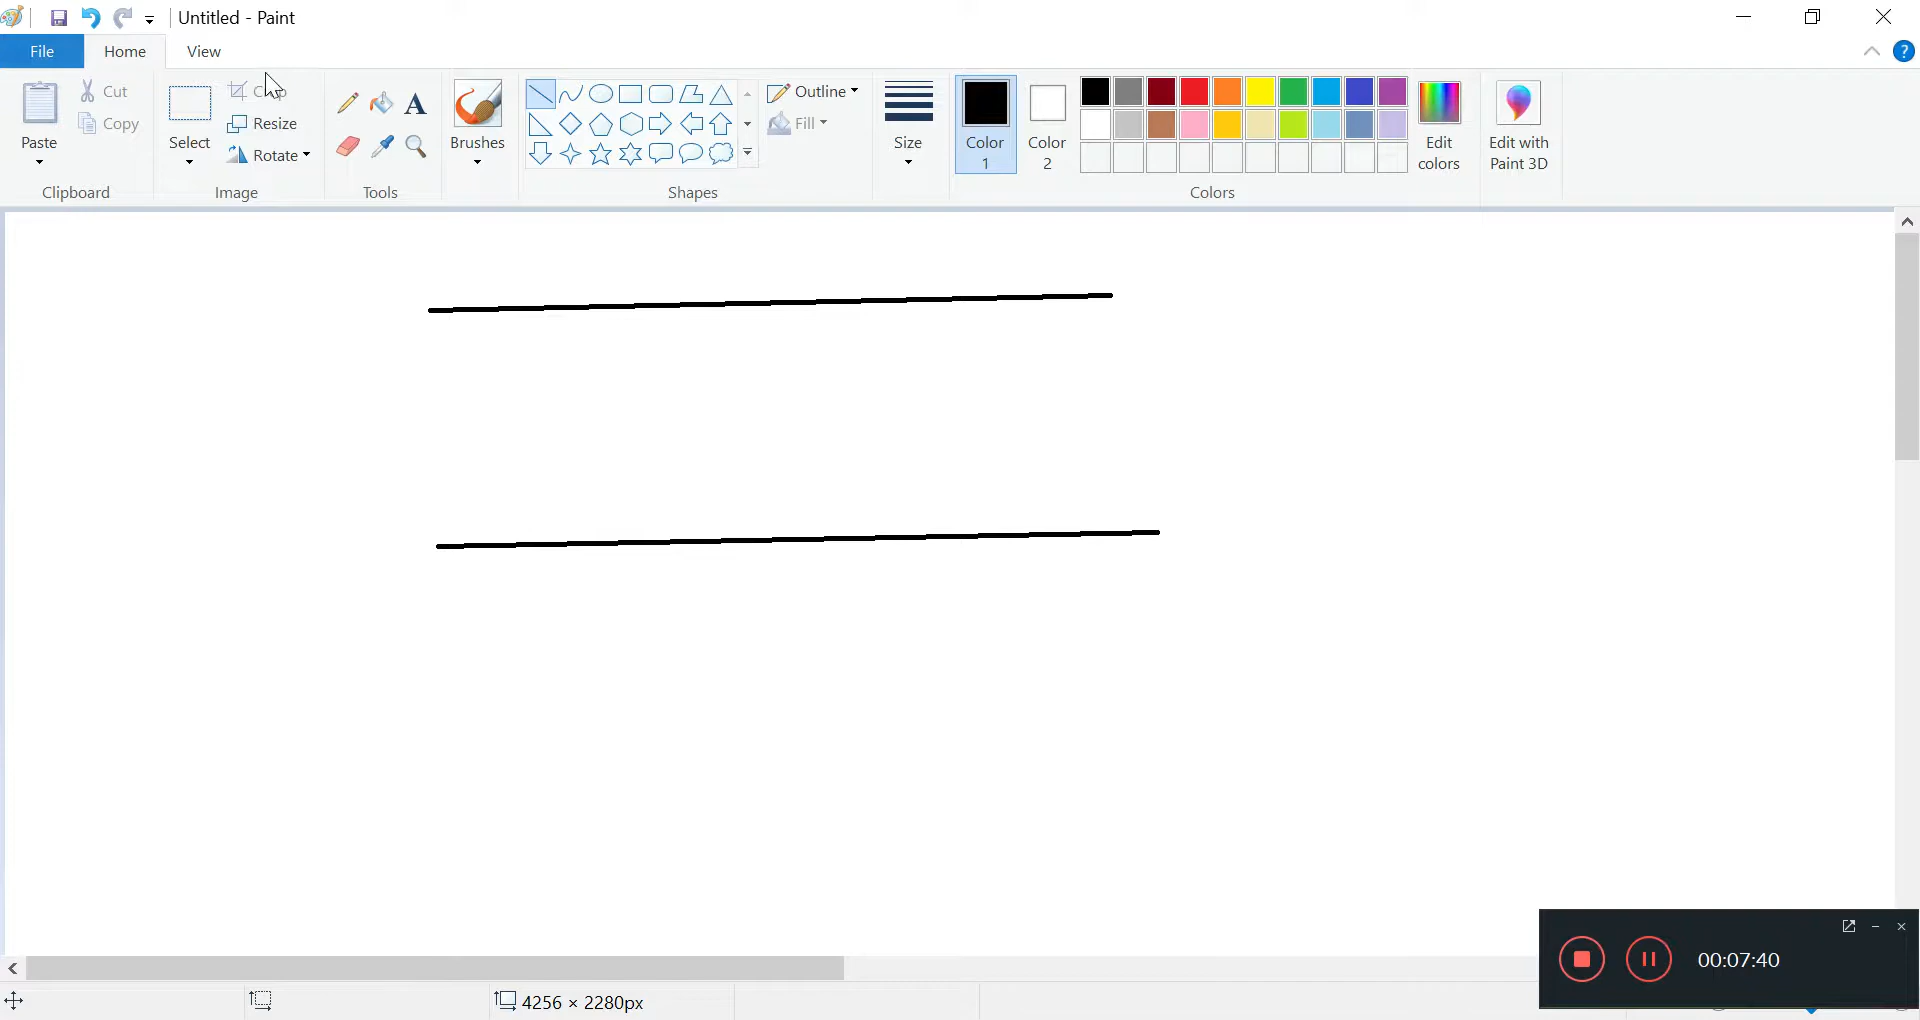 Untitled - Paint
File
Home
View
Paste
Cut
Copy
Clipboard
Select
Resize
Rotate
Image
Tools
Brushes
Shapes
Outline
Fill
Size
Color
1
Color
2
Colors
Edit
colors
Edit with
Paint 3D
00:07:40
4256 × 2280px